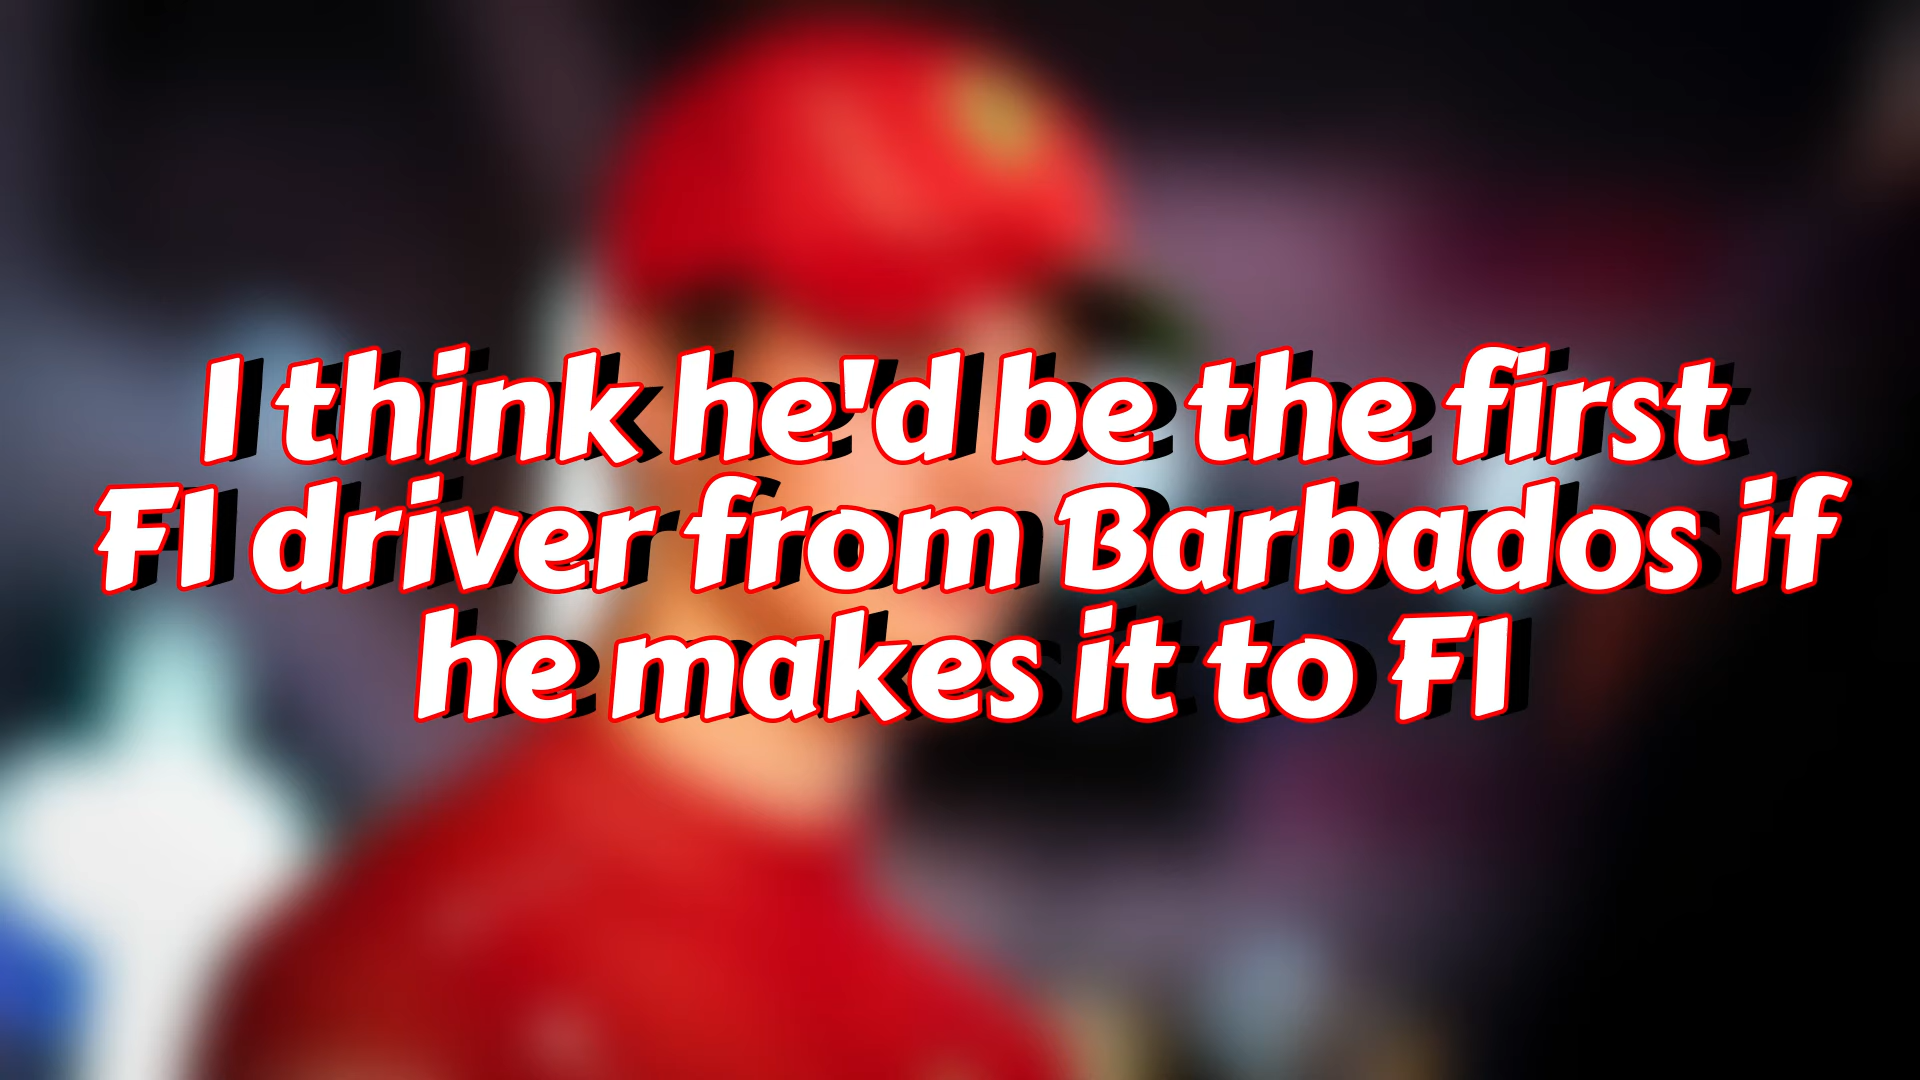 I think he'd be the first
F1 driver from Barbados if
he makes it to F1